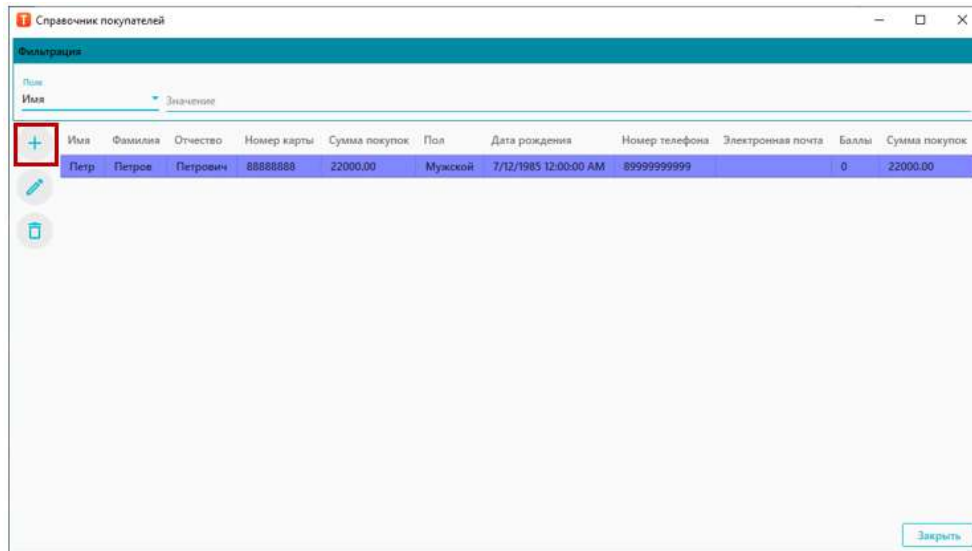 Т Справочник покупателей
Фильтрация
Поле
Имя
Значение
Имя Фамилия Отчество Номер карты Сумма покупок Пол Дата рождения Номер телефона Электронная почта Баллы Сумма покупок
Петр Петров Петрович 88888888 22000.00 Мужской 7/12/1985 12:00:00 AM 89999999999 0 22000.00
Закрыть